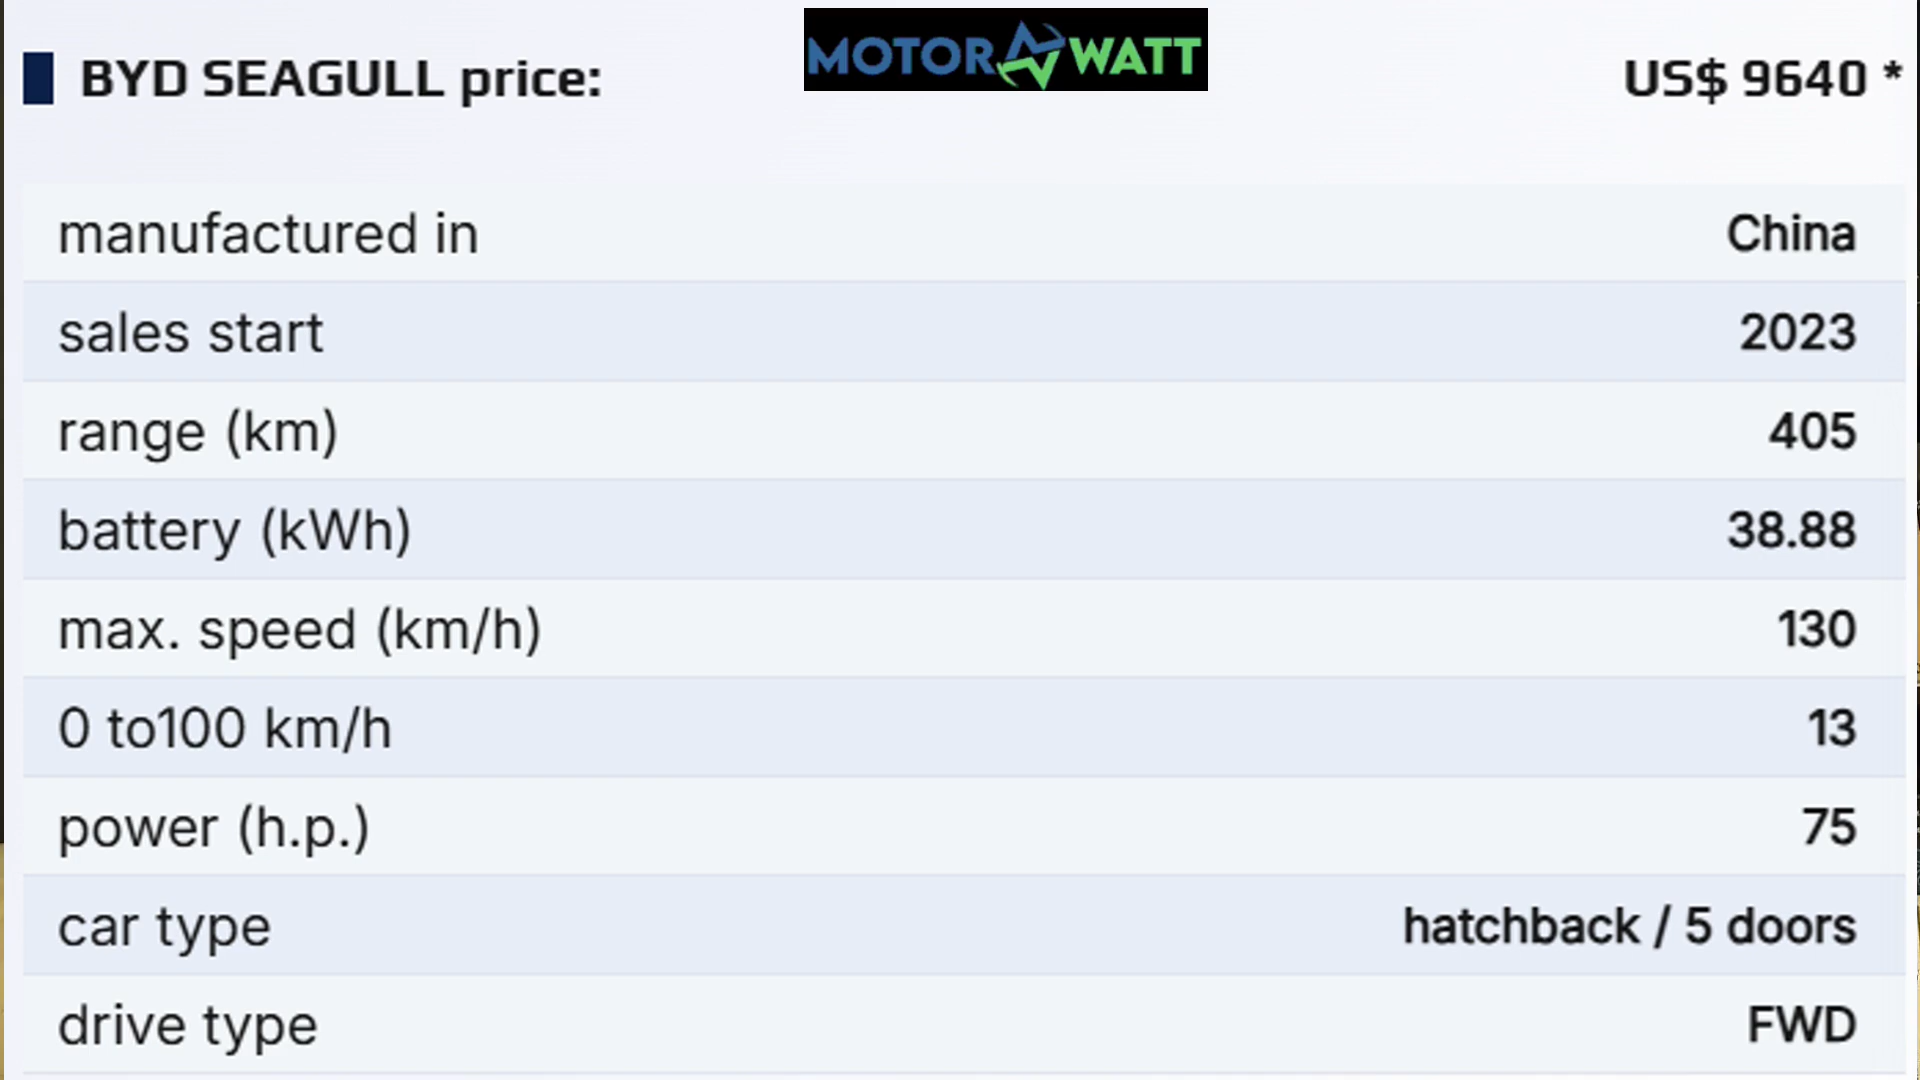 MOTORWATT
BYD SEAGULL price: US$ 9640 *
manufactured in China
sales start 2023
range (km) 405
battery (kWh) 38.88
max. speed (km/h) 130
0 to100 km/h 13
power (h.p.) 75
car type hatchback / 5 doors
drive type FWD